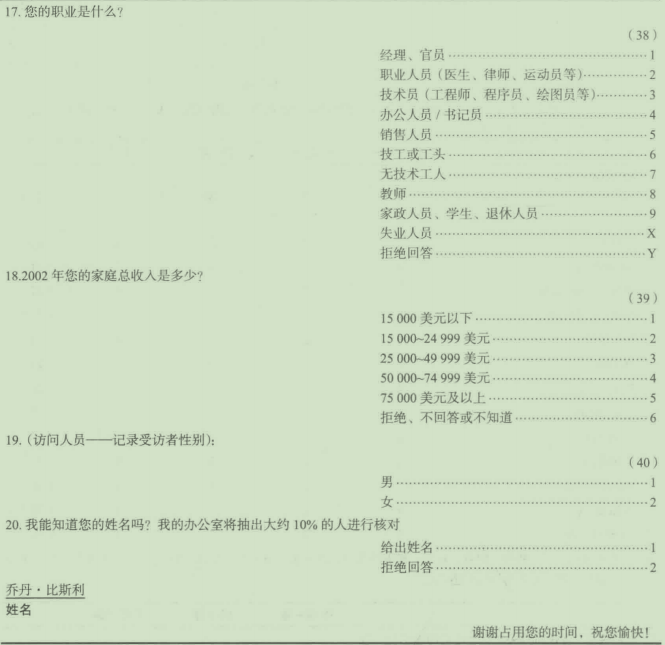 17. 您的职业是什么？
（38）
经理、官员……………………………1
职业人员（医生、律师、运动员等）……………2
技术员（工程师、程序员、绘图员等）…………3
办公人员 / 书记员……………………………4
销售人员……………………………5
技工或工头……………………………6
无技术工人……………………………7
教师……………………………8
家政人员、学生、退休人员…………………9
失业人员……………………………X
拒绝回答……………………………Y
18.2002 年您的家庭总收入是多少？
（39）
15 000 美元以下……………………………1
15 000~24 999 美元…………………………2
25 000~49 999 美元…………………………3
50 000~74 999 美元…………………………4
75 000 美元及以上……………………………5
拒绝、不回答或不知道………………………6
19.（访问人员——记录受访者性别）：
（40）
男……………………………1
女……………………………2
20. 我能知道您的姓名吗？我的办公室将抽出大约 10% 的人进行核对
给出姓名……………………………1
拒绝回答……………………………2
乔丹·比斯利
姓名
谢谢占用您的时间，祝您愉快！